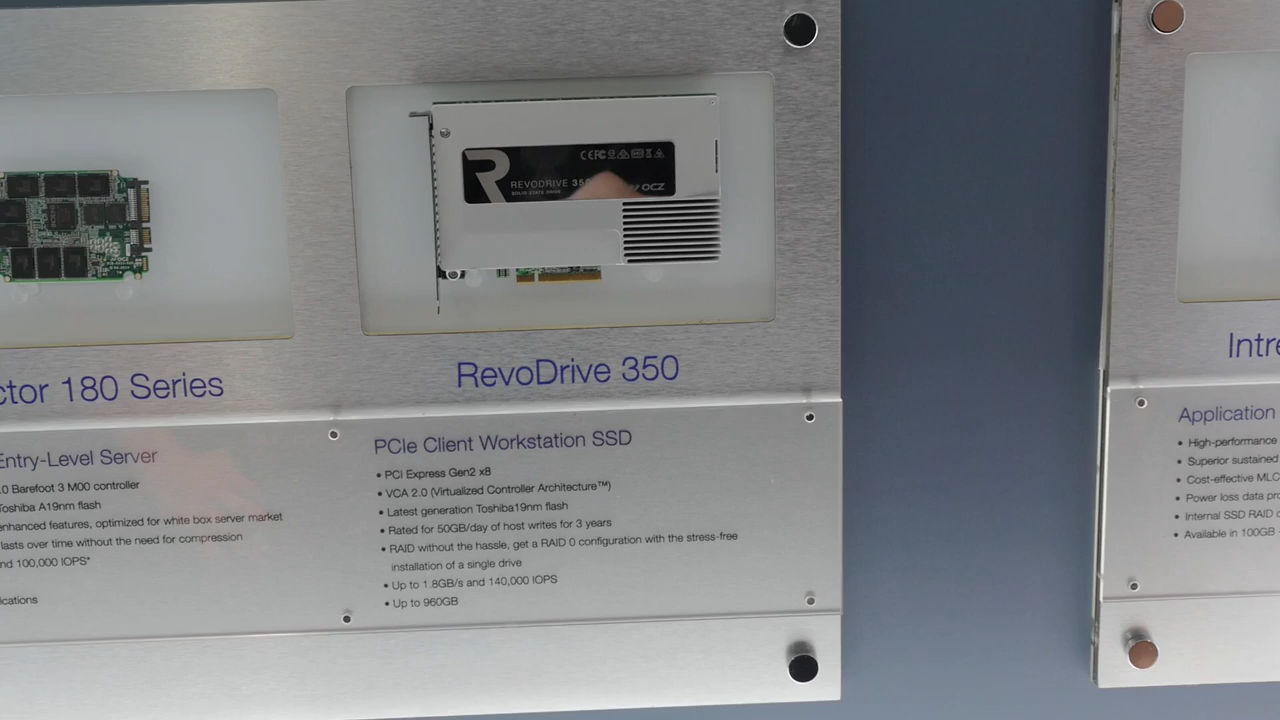 REVODRIVE 35
SOLID STATE DRIVE
OCZ
ctor 180 Series
Entry-Level Server
.0 Barefoot 3 M00 controller
Toshiba A19nm flash
enhanced features, optimized for white box server market
lasts over time without the need for compression
nd 100,000 IOPS*
ications
RevoDrive 350
PCIe Client Workstation SSD
• PCI Express Gen2 x8
• VCA 2.0 (Virtualized Controller Architecture™)
• Latest generation Toshiba19nm flash
• Rated for 50GB/day of host writes for 3 years
• RAID without the hassle, get a RAID 0 configuration with the stress-free
installation of a single drive
• Up to 1.8GB/s and 140,000 IOPS
• Up to 960GB
Intre
Application
• High-performance
• Superior sustained
• Cost-effective MLC
• Power loss data pro
• Internal SSD RAID
• Available in 100GB